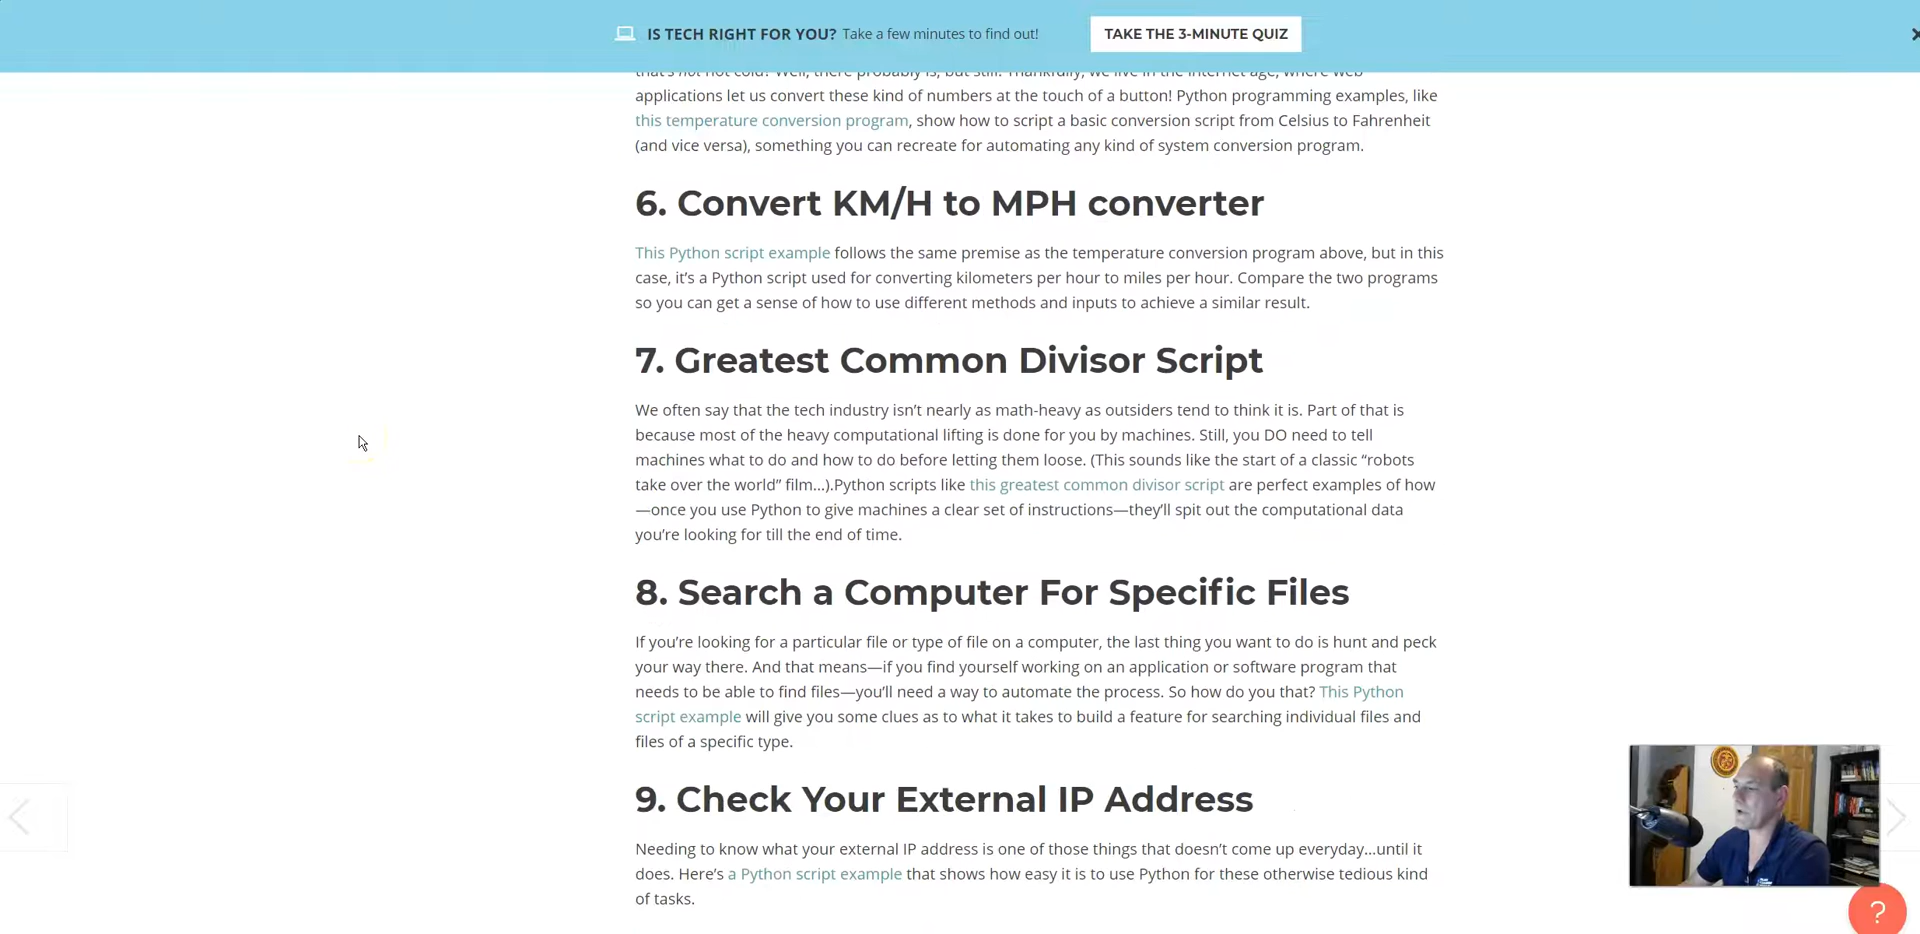 IS TECH RIGHT FOR YOU? Take a few minutes to find out!
TAKE THE 3-MINUTE QUIZ
that's not not cold? Well, there probably is, but still. Thankfully, we live in the internet age, where web
applications let us convert these kind of numbers at the touch of a button! Python programming examples, like
this temperature conversion program, show how to script a basic conversion script from Celsius to Fahrenheit
(and vice versa), something you can recreate for automating any kind of system conversion program.
6. Convert KM/H to MPH converter
This Python script example follows the same premise as the temperature conversion program above, but in this
case, it’s a Python script used for converting kilometers per hour to miles per hour. Compare the two programs
so you can get a sense of how to use different methods and inputs to achieve a similar result.
7. Greatest Common Divisor Script
We often say that the tech industry isn’t nearly as math-heavy as outsiders tend to think it is. Part of that is
because most of the heavy computational lifting is done for you by machines. Still, you DO need to tell
machines what to do and how to do before letting them loose. (This sounds like the start of a classic “robots
take over the world” film…).Python scripts like this greatest common divisor script are perfect examples of how
—once you use Python to give machines a clear set of instructions—they’ll spit out the computational data
you’re looking for till the end of time.
8. Search a Computer For Specific Files
If you’re looking for a particular file or type of file on a computer, the last thing you want to do is hunt and peck
your way there. And that means—if you find yourself working on an application or software program that
needs to be able to find files—you’ll need a way to automate the process. So how do you that? This Python
script example will give you some clues as to what it takes to build a feature for searching individual files and
files of a specific type.
9. Check Your External IP Address
Needing to know what your external IP address is one of those things that doesn’t come up everyday…until it
does. Here’s a Python script example that shows how easy it is to use Python for these otherwise tedious kind
of tasks.
?